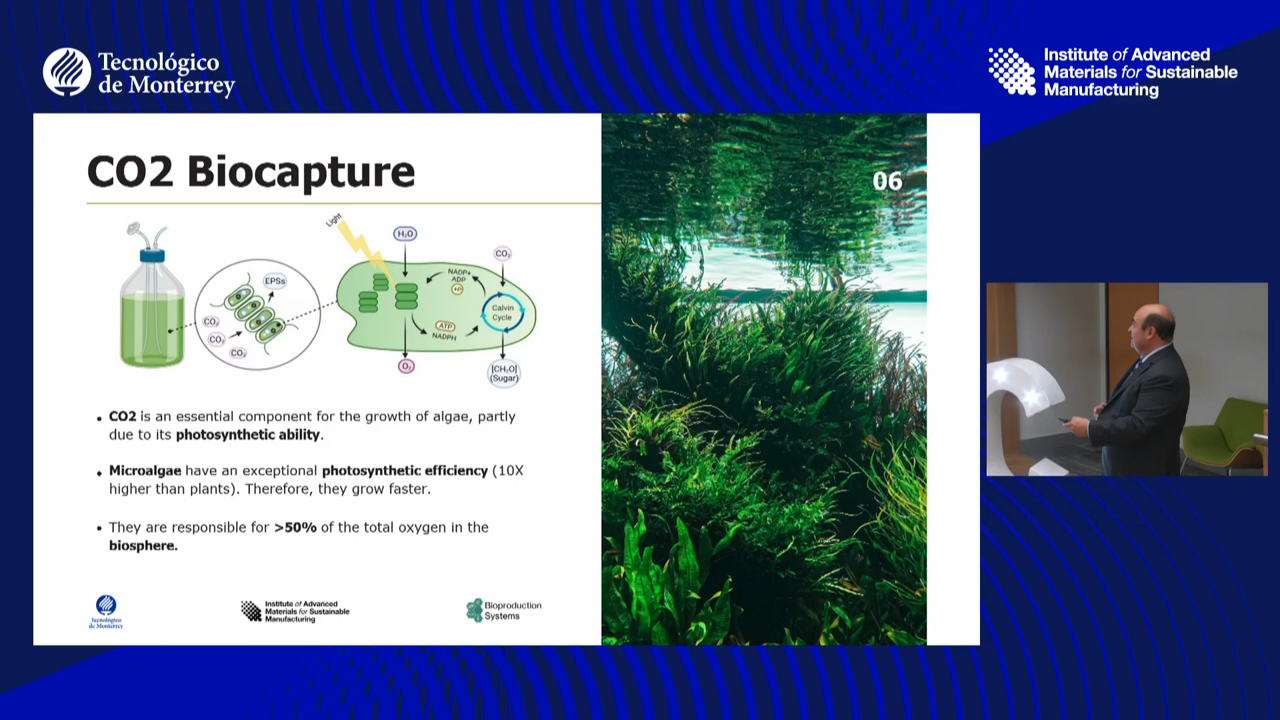 Tecnológico
de Monterrey
Institute of Advanced
Materials for Sustainable
Manufacturing
CO2 Biocapture
06
Light
H₂O
CO₂
EPSs
NADP+
ADP
+Pi
Calvin
Cycle
CO₂
CO₂
CO₂
ATP
NADPH
O₂
[CH₂O]
(Sugar)
• CO2 is an essential component for the growth of algae, partly
due to its photosynthetic ability.
• Microalgae have an exceptional photosynthetic efficiency (10X
higher than plants). Therefore, they grow faster.
• They are responsible for >50% of the total oxygen in the
biosphere.
Tecnológico
de Monterrey
Institute of Advanced
Materials for Sustainable
Manufacturing
Bioproduction
Systems